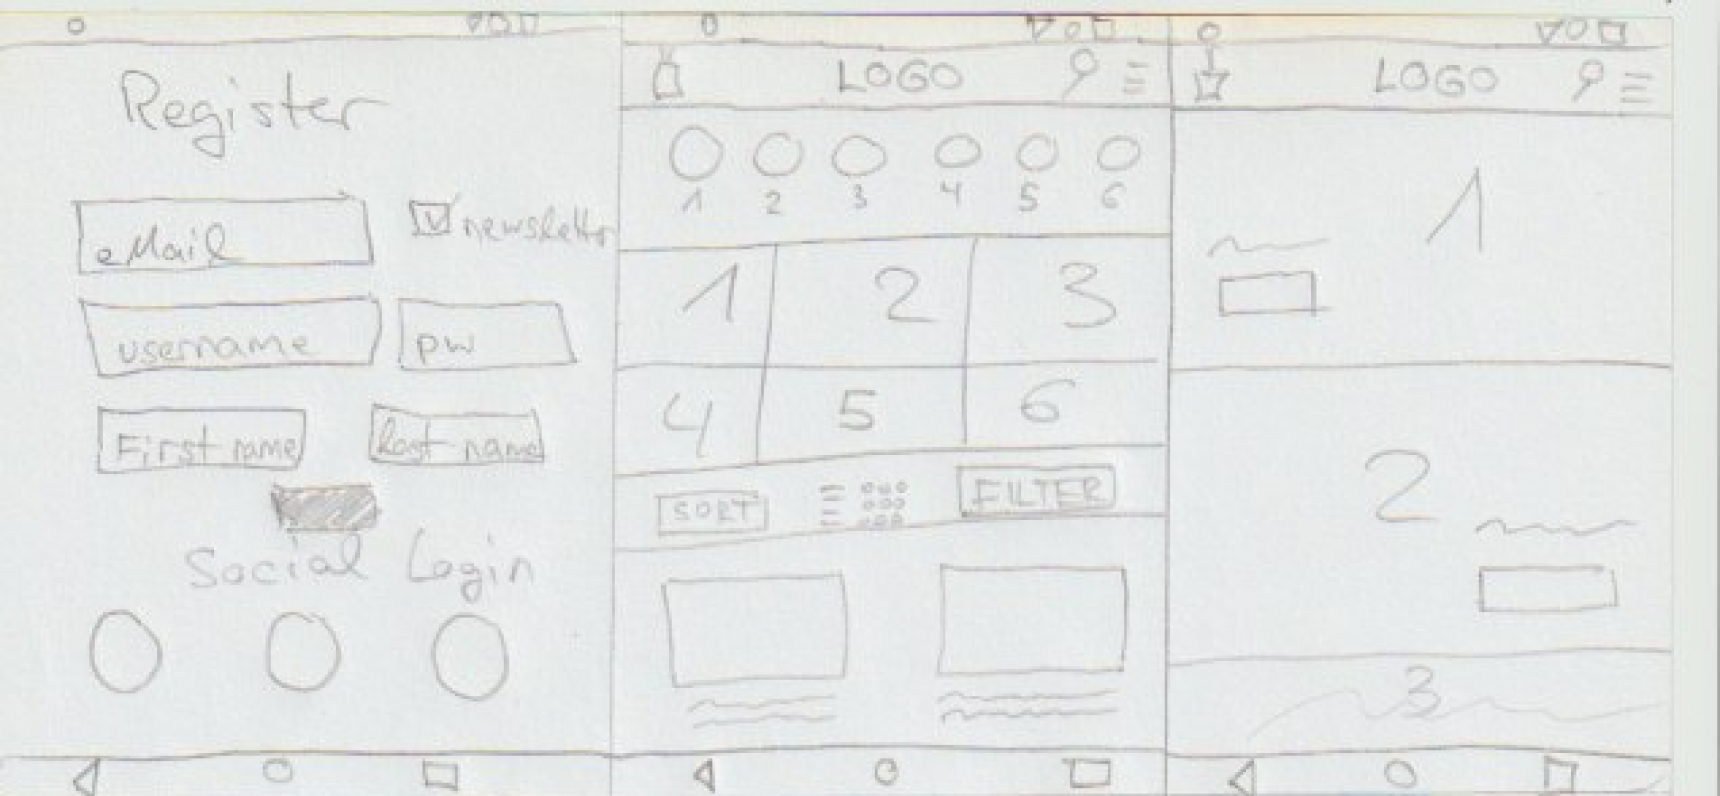 Register
eMail
newsletter
username
pw
First name
Last name
Social Login
LOGO
1 2 3 4 5 6
1 2 3
4 5 6
SORT
FILTER
LOGO
1
2
3